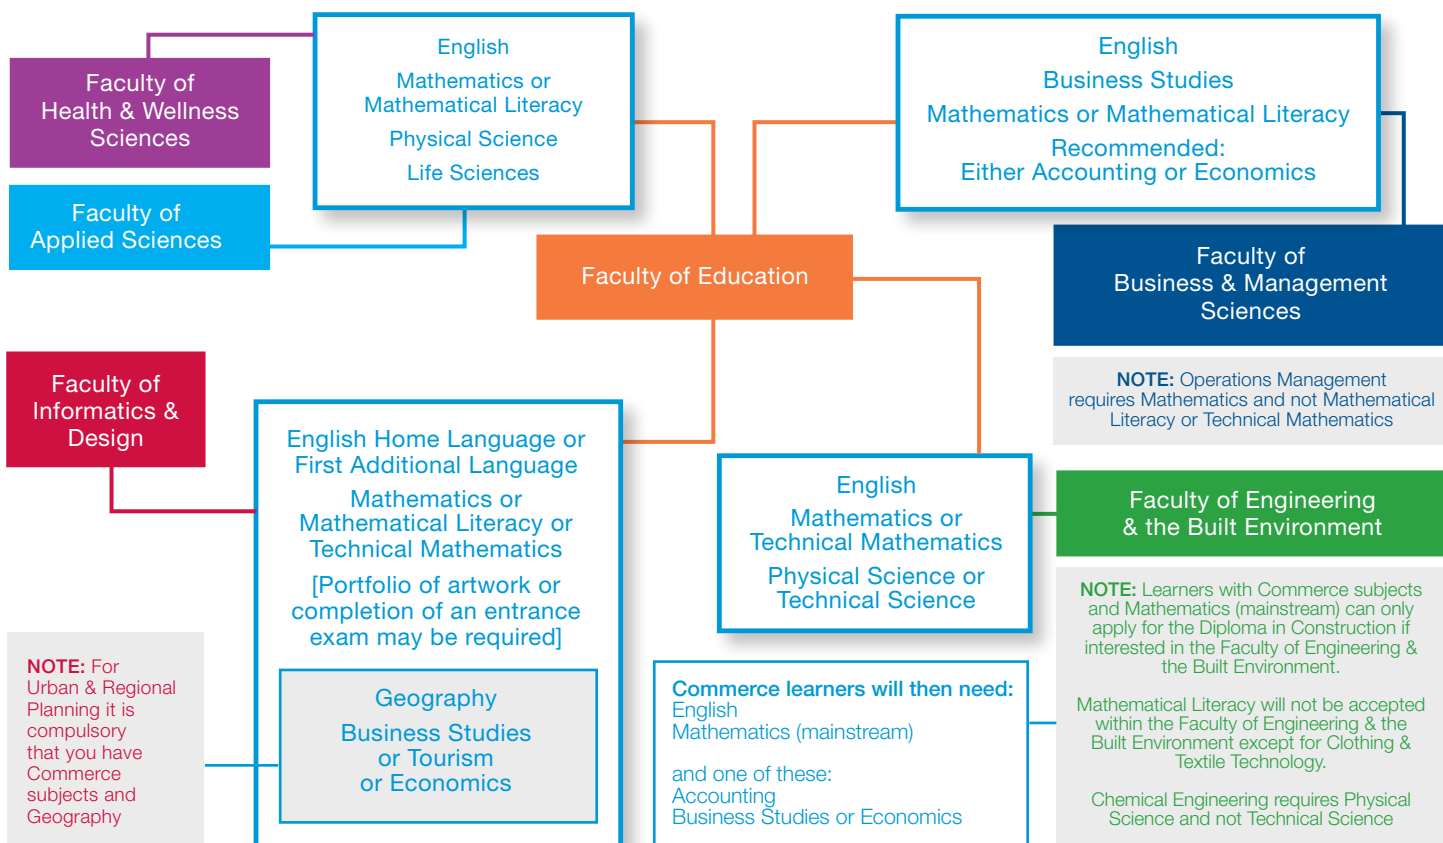 Faculty of
Health & Wellness
Sciences
English
Mathematics or
Mathematical Literacy
Physical Science
Life Sciences
English
Business Studies
Mathematics or Mathematical Literacy
Recommended:
Either Accounting or Economics
Faculty of
Applied Sciences
Faculty of Education
Faculty of
Business & Management
Sciences
NOTE: Operations Management
requires Mathematics and not Mathematical
Literacy or Technical Mathematics
Faculty of
Informatics &
Design
English Home Language or
First Additional Language
Mathematics or
Mathematical Literacy or
Technical Mathematics
[Portfolio of artwork or
completion of an entrance
exam may be required]
Geography
Business Studies
or Tourism
or Economics
NOTE: For
Urban & Regional
Planning it is
compulsory
that you have
Commerce
subjects and
Geography
English
Mathematics or
Technical Mathematics
Physical Science or
Technical Science
Faculty of Engineering
& the Built Environment
Commerce learners will then need:
English
Mathematics (mainstream)
and one of these:
Accounting
Business Studies or Economics
NOTE: Learners with Commerce subjects
and Mathematics (mainstream) can only
apply for the Diploma in Construction if
interested in the Faculty of Engineering &
the Built Environment.
Mathematical Literacy will not be accepted
within the Faculty of Engineering & the
Built Environment except for Clothing &
Textile Technology.
Chemical Engineering requires Physical
Science and not Technical Science